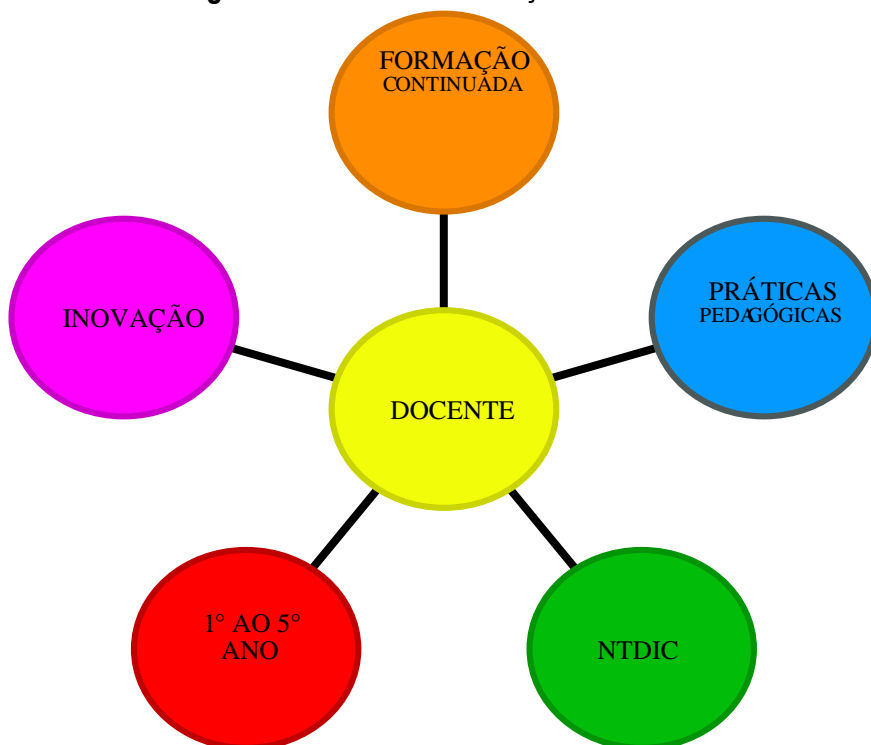 FORMAÇÃO
CONTINUADA
PRÁTICAS
PEDAGÓGICAS
INOVAÇÃO
DOCENTE
1° AO 5°
ANO
NTDIC